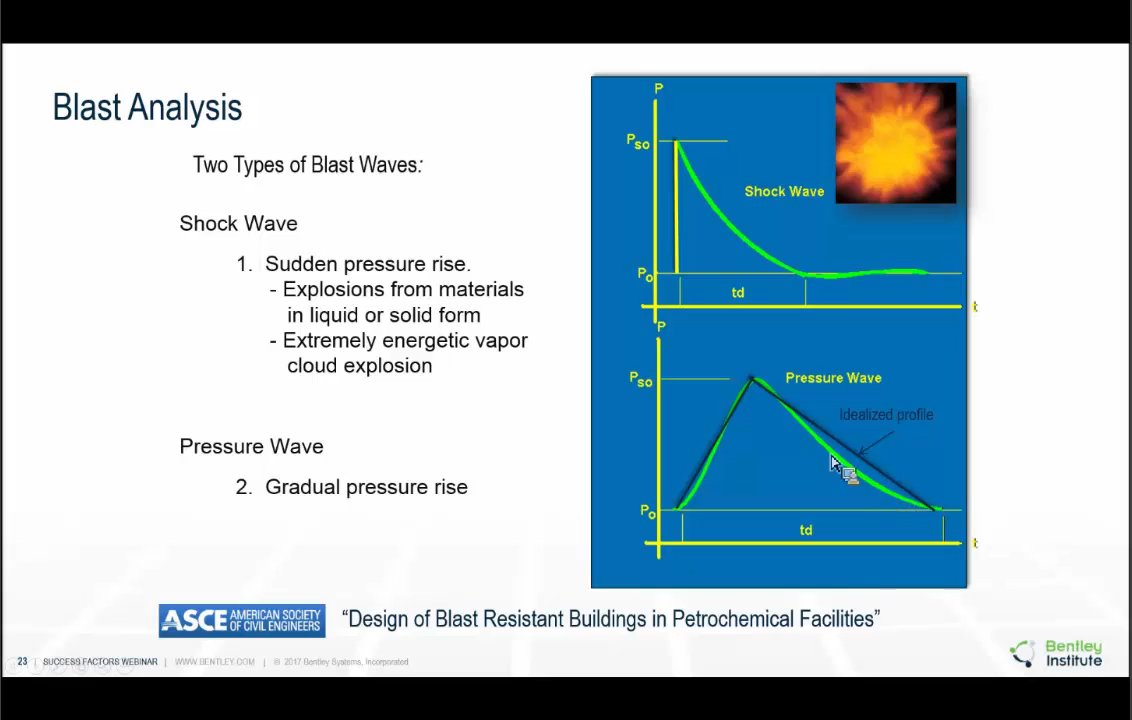 Blast Analysis
Two Types of Blast Waves:
Shock Wave
1. Sudden pressure rise.
- Explosions from materials
in liquid or solid form
- Extremely energetic vapor
cloud explosion
Pressure Wave
2. Gradual pressure rise
P
Pso
Shock Wave
Po
td
t
P
Pso
Pressure Wave
Idealized profile
Po
td
t
ASCE AMERICAN SOCIETY
OF CIVIL ENGINEERS
“Design of Blast Resistant Buildings in Petrochemical Facilities”
23 | SUCCESS FACTORS WEBINAR | WWW.BENTLEY.COM | © 2017 Bentley Systems, Incorporated
Bentley
Institute